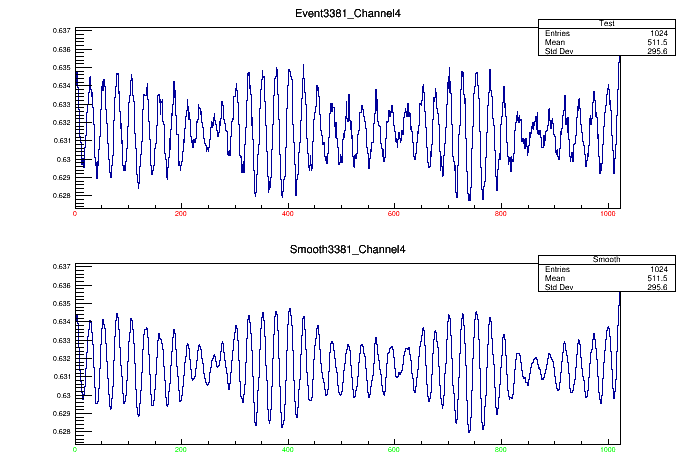 Event3381_Channel4
Test
Entries 1024
Mean 511.5
Std Dev 295.6
0.637
0.636
0.635
0.634
0.633
0.632
0.631
0.63
0.629
0.628
0 200 400 600 800 1000
Smooth3381_Channel4
Smooth
Entries 1024
Mean 511.5
Std Dev 295.6
0.637
0.636
0.635
0.634
0.633
0.632
0.631
0.63
0.629
0.628
0 200 400 600 800 1000